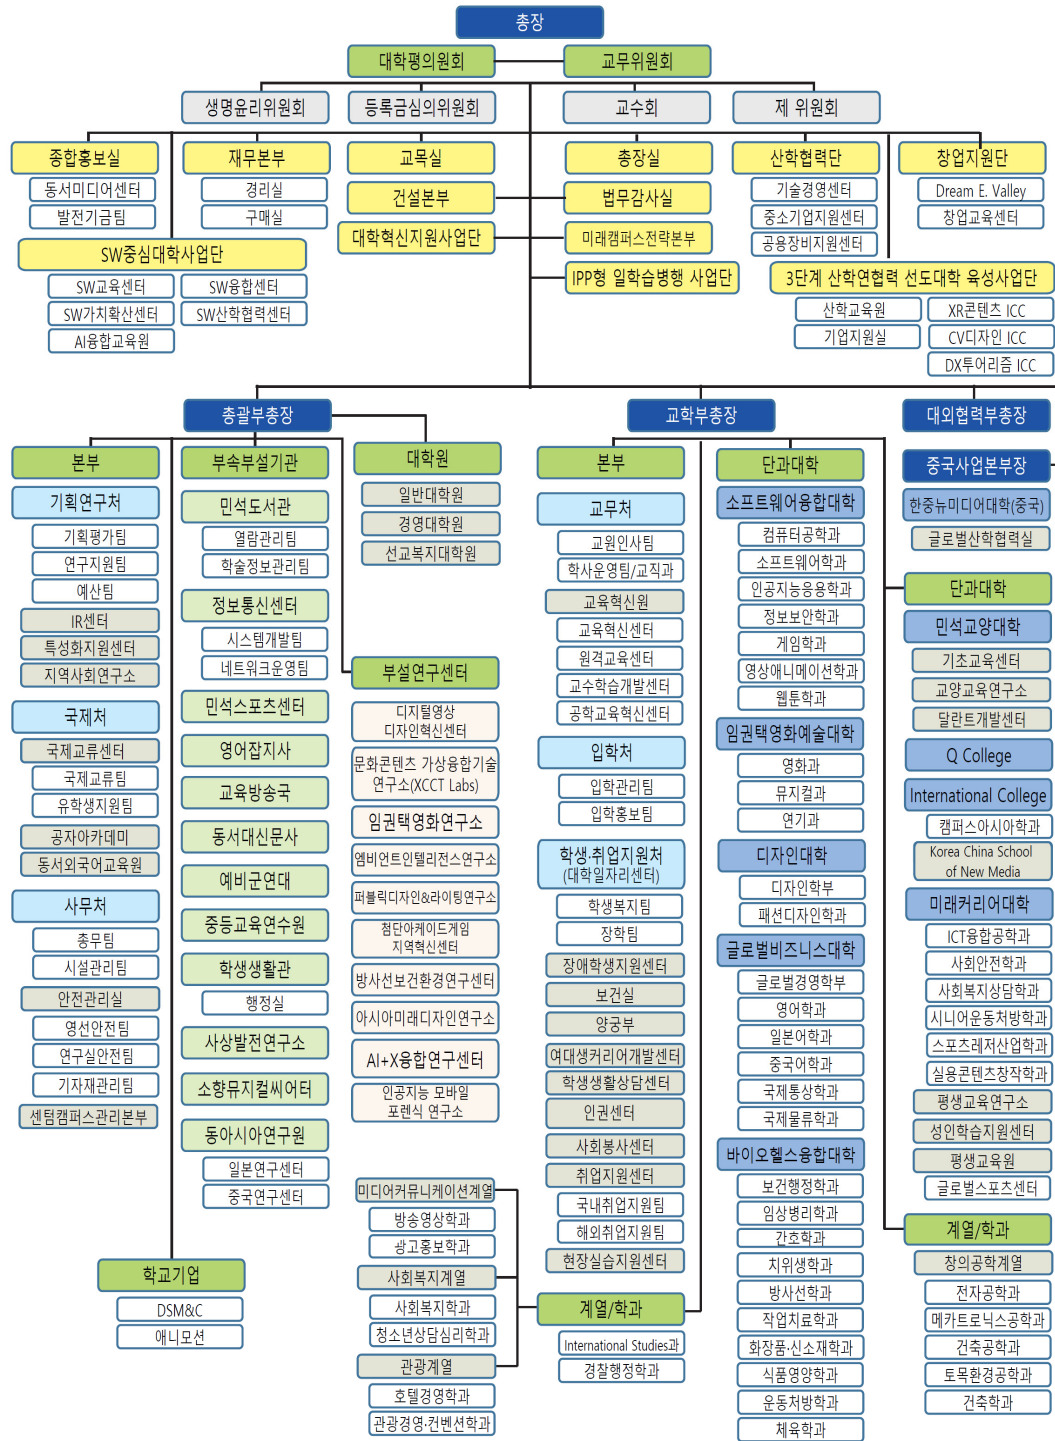 총장
대학평의원회
교무위원회
생명윤리위원회
등록금심의위원회
교수회
제 위원회
종합홍보실
동서미디어센터
발전기금팀
재무본부
경리실
구매실
교목실
총장실
건설본부
법무감사실
대학혁신지원사업단
미래캠퍼스전략본부
IPP형 일학습병행 사업단
산학협력단
기술경영센터
중소기업지원센터
공용장비지원센터
창업지원단
Dream E. Valley
창업교육센터
SW중심대학사업단
SW교육센터
SW융합센터
SW가치확산센터
SW산학협력센터
AI융합교육원
3단계 산학연협력 선도대학 육성사업단
산학교육원
XR콘텐츠 ICC
기업지원실
CV디자인 ICC
DX투어리즘 ICC
총괄부총장
본부
기획연구처
기획평가팀
연구지원팀
예산팀
IR센터
특성화지원센터
지역사회연구소
국제처
국제교류센터
국제교류팀
유학생지원팀
공자아카데미
동서외국어교육원
사무처
총무팀
시설관리팀
안전관리실
영선안전팀
연구실안전팀
기자재관리팀
센텀캠퍼스관리본부
부속부설기관
민석도서관
열람관리팀
학술정보관리팀
정보통신센터
시스템개발팀
네트워크운영팀
민석스포츠센터
영어잡지사
교육방송국
동서대신문사
예비군연대
중등교육연수원
학생생활관
행정실
사상발전연구소
소향뮤지컬씨어터
동아시아연구원
일본연구센터
중국연구센터
학교기업
DSM&C
애니모션
대학원
일반대학원
경영대학원
선교복지대학원
부설연구센터
디지털영상
디자인혁신센터
문화콘텐츠 가상융합기술
연구소(XCCT Labs)
임권택영화연구소
엠비언트인텔리전스연구소
퍼블릭디자인&라이팅연구소
첨단아케이드게임
지역혁신센터
방사선보건환경연구센터
아시아미래디자인연구소
AI+X융합연구센터
인공지능 모바일
포렌식 연구소
교학부총장
본부
교무처
교원인사팀
학사운영팀/교직과
교육혁신원
교육혁신센터
원격교육센터
교수학습개발센터
공학교육혁신센터
입학처
입학관리팀
입학홍보팀
학생·취업지원처
(대학일자리센터)
학생복지팀
장학팀
장애학생지원센터
보건실
양궁부
여대생커리어개발센터
학생생활상담센터
인권센터
사회봉사센터
취업지원센터
국내취업지원팀
해외취업지원팀
현장실습지원센터
계열/학과
International Studies과
경찰행정학과
미디어커뮤니케이션계열
방송영상학과
광고홍보학과
사회복지계열
사회복지학과
청소년상담심리학과
관광계열
호텔경영학과
관광경영·컨벤션학과
단과대학
소프트웨어융합대학
컴퓨터공학과
소프트웨어학과
인공지능응용학과
정보보안학과
게임학과
영상애니메이션학과
웹툰학과
임권택영화예술대학
영화과
뮤지컬과
연기과
디자인대학
디자인학부
패션디자인학과
글로벌비즈니스대학
글로벌경영학부
영어학과
일본어학과
중국어학과
국제통상학과
국제물류학과
바이오헬스융합대학
보건행정학과
임상병리학과
간호학과
치위생학과
방사선학과
작업치료학과
화장품·신소재학과
식품영양학과
운동처방학과
체육학과
대외협력부총장
중국사업본부장
한중뉴미디어대학(중국)
글로벌산학협력실
단과대학
민석교양대학
기초교육센터
교양교육연구소
달란트개발센터
Q College
International College
캠퍼스아시아학과
Korea China School
of New Media
미래커리어대학
ICT융합공학과
사회안전학과
사회복지상담학과
시니어운동처방학과
스포츠레저산업학과
실용콘텐츠창작학과
평생교육연구소
성인학습지원센터
평생교육원
글로벌스포츠센터
계열/학과
창의공학계열
전자공학과
메카트로닉스공학과
건축공학과
토목환경공학과
건축학과